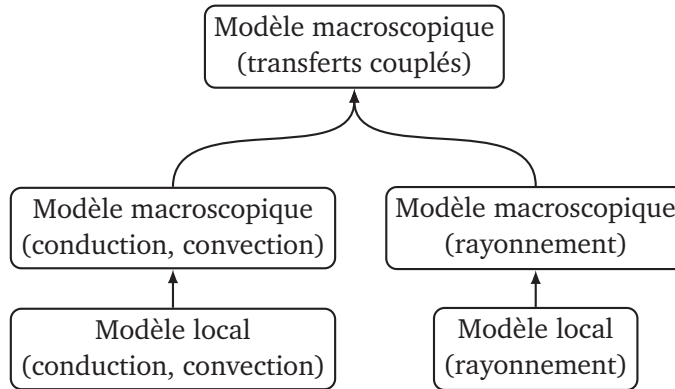 Modèle macroscopique
(transferts couplés)
Modèle macroscopique
(conduction, convection)
Modèle macroscopique
(rayonnement)
Modèle local
(conduction, convection)
Modèle local
(rayonnement)